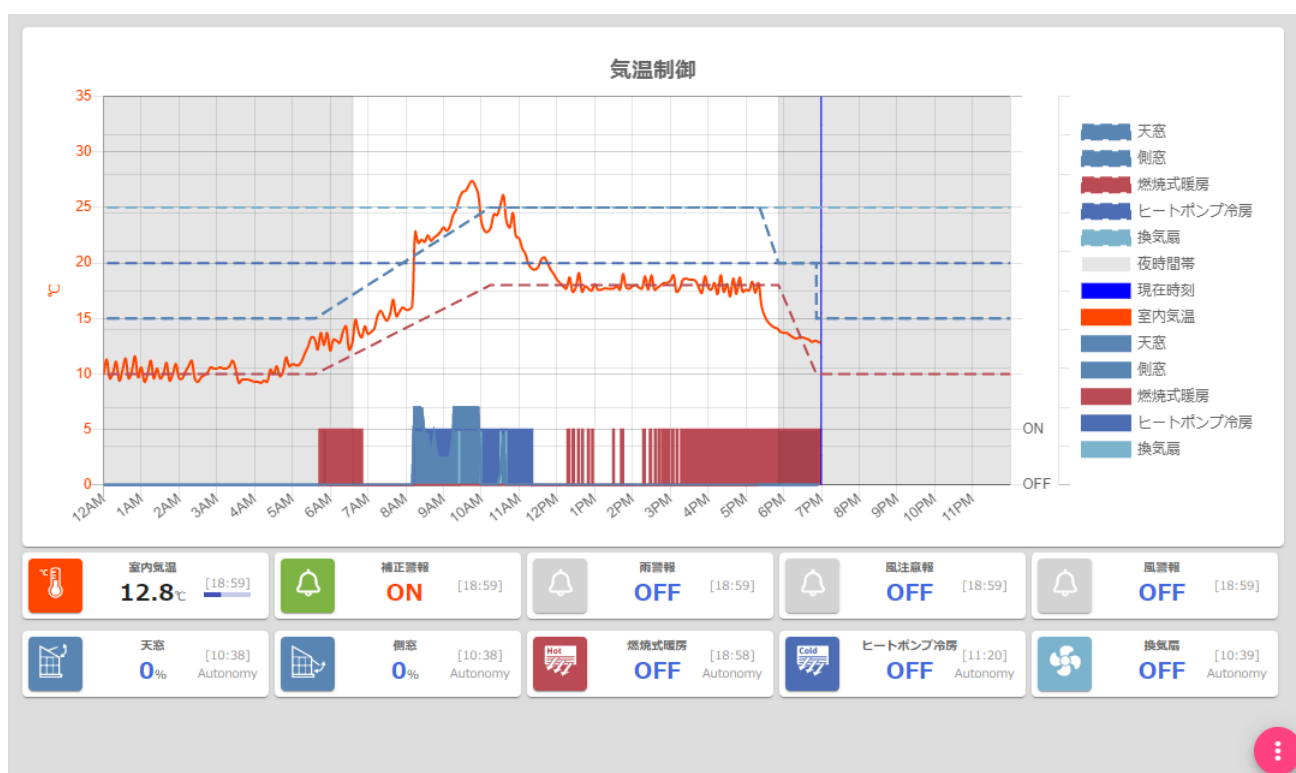 気温制御
35
30
25
20
15
10
5
0
℃
ON
OFF
12AM 1AM 2AM 3AM 4AM 5AM 6AM 7AM 8AM 9AM 10AM 11AM 12PM 1PM 2PM 3PM 4PM 5PM 6PM 7PM 8PM 9PM 10PM 11PM
天窓
側窓
燃焼式暖房
ヒートポンプ冷房
換気扇
夜時間帯
現在時刻
室内気温
天窓
側窓
燃焼式暖房
ヒートポンプ冷房
換気扇
℃
室内気温
12.8℃ [18:59]
補正警報
ON [18:59]
雨警報
OFF [18:59]
風注意報
OFF [18:59]
風警報
OFF [18:59]
天窓
0% [10:38]
Autonomy
側窓
0% [10:38]
Autonomy
Hot
燃焼式暖房
OFF [18:58]
Autonomy
Cold
ヒートポンプ冷房
OFF [11:20]
Autonomy
換気扇
OFF [10:39]
Autonomy